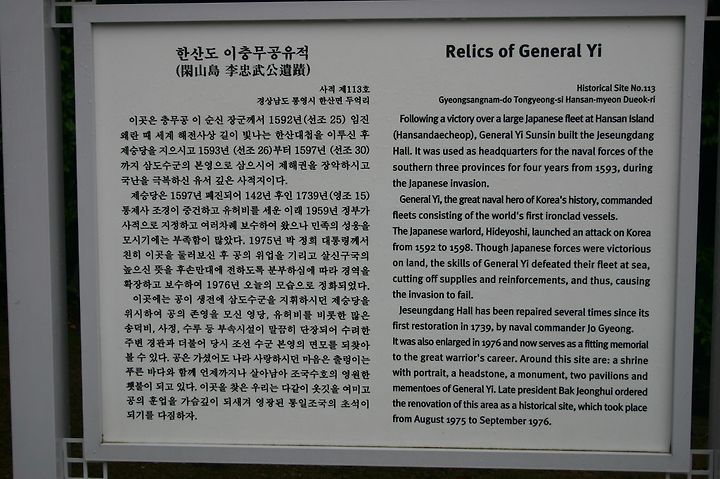 한산도 이충무공유적
(閑山島 李忠武公遺蹟)
사적 제113호
경상남도 통영시 한산면 두억리
이곳은 충무공 이 순신 장군께서 1592년(선조 25) 임진
왜란 때 세계 해전사상 길이 빛나는 한산대첩을 이루신 후
제승당을 지으시고 1593년 (선조 26)부터 1597년 (선조 30)
까지 삼도수군의 본영으로 삼으시어 제해권을 장악하시고
국난을 극복하신 유서 깊은 사적지이다.
제승당은 1597년 폐진되어 142년 후인 1739년(영조 15)
통제사 조경이 중건하고 유허비를 세운 이래 1959년 정부가
사적으로 지정하고 여러차례 보수하여 왔으나 민족의 성웅을
모시기에는 부족함이 많았다. 1975년 박 정희 대통령께서
친히 이곳을 둘러보신 후 공의 위업을 기리고 살신구국의
높으신 뜻을 후손만대에 전하도록 분부하심에 따라 경역을
확장하고 보수하여 1976년 오늘의 모습으로 정화되었다.
이곳에는 공이 생전에 삼도수군을 지휘하시던 제승당을
위시하여 공의 존영을 모신 영당, 유허비를 비롯한 많은
송덕비, 사정, 수루 등 부속시설이 말끔히 단장되어 수려한
주변 경관과 더불어 당시 조선 수군 본영의 면모를 되찾아
볼 수 있다. 공은 가셨어도 나라 사랑하시던 마음은 출렁이는
푸른 바다와 함께 언제까지나 살아남아 조국수호의 영원한
횃불이 되고 있다. 이곳을 찾은 우리는 다같이 옷깃을 여미고
공의 훈업을 가슴깊이 되새겨 영광된 통일조국의 초석이
되기를 다짐하자.
Relics of General Yi
Historical Site No.113
Gyeongsangnam-do Tongyeong-si Hansan-myeon Dueok-ri
Following a victory over a large Japanese fleet at Hansan Island
(Hansandaecheop), General Yi Sunsin built the Jeseungdang
Hall. It was used as headquarters for the naval forces of the
southern three provinces for four years from 1593, during
the Japanese invasion.
General Yi, the great naval hero of Korea's history, commanded
fleets consisting of the world's first ironclad vessels.
The Japanese warlord, Hideyoshi, launched an attack on Korea
from 1592 to 1598. Though Japanese forces were victorious
on land, the skills of General Yi defeated their fleet at sea,
cutting off supplies and reinforcements, and thus, causing
the invasion to fail.
Jeseungdang Hall has been repaired several times since its
first restoration in 1739, by naval commander Jo Gyeong.
It was also enlarged in 1976 and now serves as a fitting memorial
to the great warrior's career. Around this site are: a shrine
with portrait, a headstone, a monument, two pavilions and
mementoes of General Yi. Late president Bak Jeonghui ordered
the renovation of this area as a historical site, which took place
from August 1975 to September 1976.